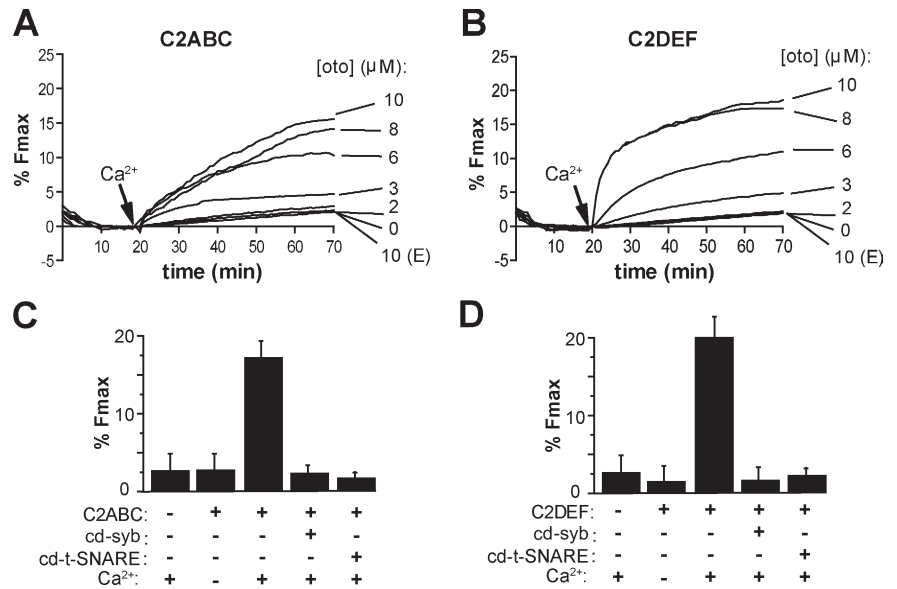 A
C2ABC
[oto] (µM):
% Fmax
25
20
15
10
5
0
-5
Ca2+
10 20 30 40 50 60 70
time (min)
10
8
6
3
2
0
10 (E)
B
C2DEF
[oto] (µM):
% Fmax
25
20
15
10
5
0
-5
Ca2+
10 20 30 40 50 60 70
time (min)
10
8
6
3
2
0
10 (E)
C
% Fmax
20
10
0
C2ABC: - + + + +
cd-syb : - - - + -
cd-t-SNARE: - - - - +
Ca2+: + - + + +
D
% Fmax
20
10
0
C2DEF: - + + + +
cd-syb : - - - + -
cd-t-SNARE: - - - - +
Ca2+: + - + + +